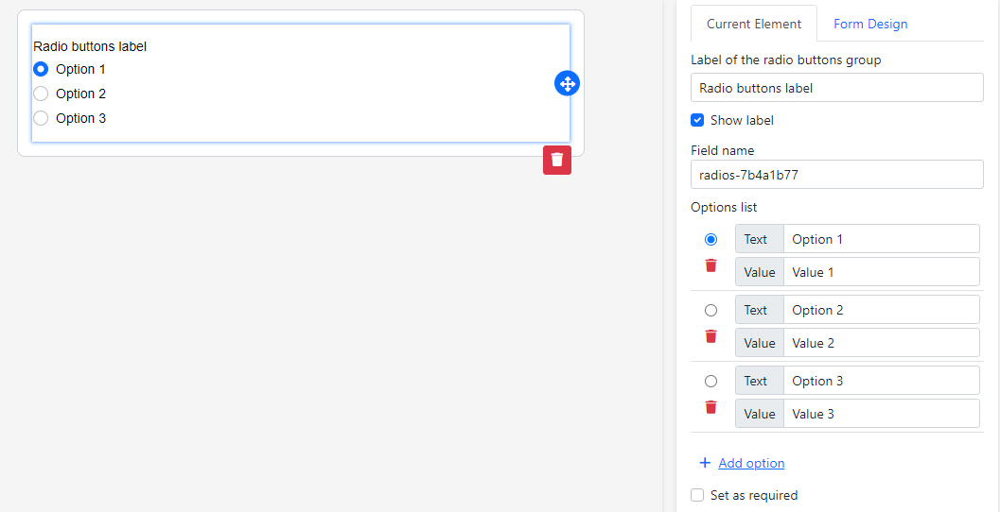 Radio buttons label
Option 1
Option 2
Option 3
Current Element
Form Design
Label of the radio buttons group
Radio buttons label
Show label
Field name
radios-7b4a1b77
Options list
Text Option 1
Value Value 1
Text Option 2
Value Value 2
Text Option 3
Value Value 3
+ Add option
Set as required